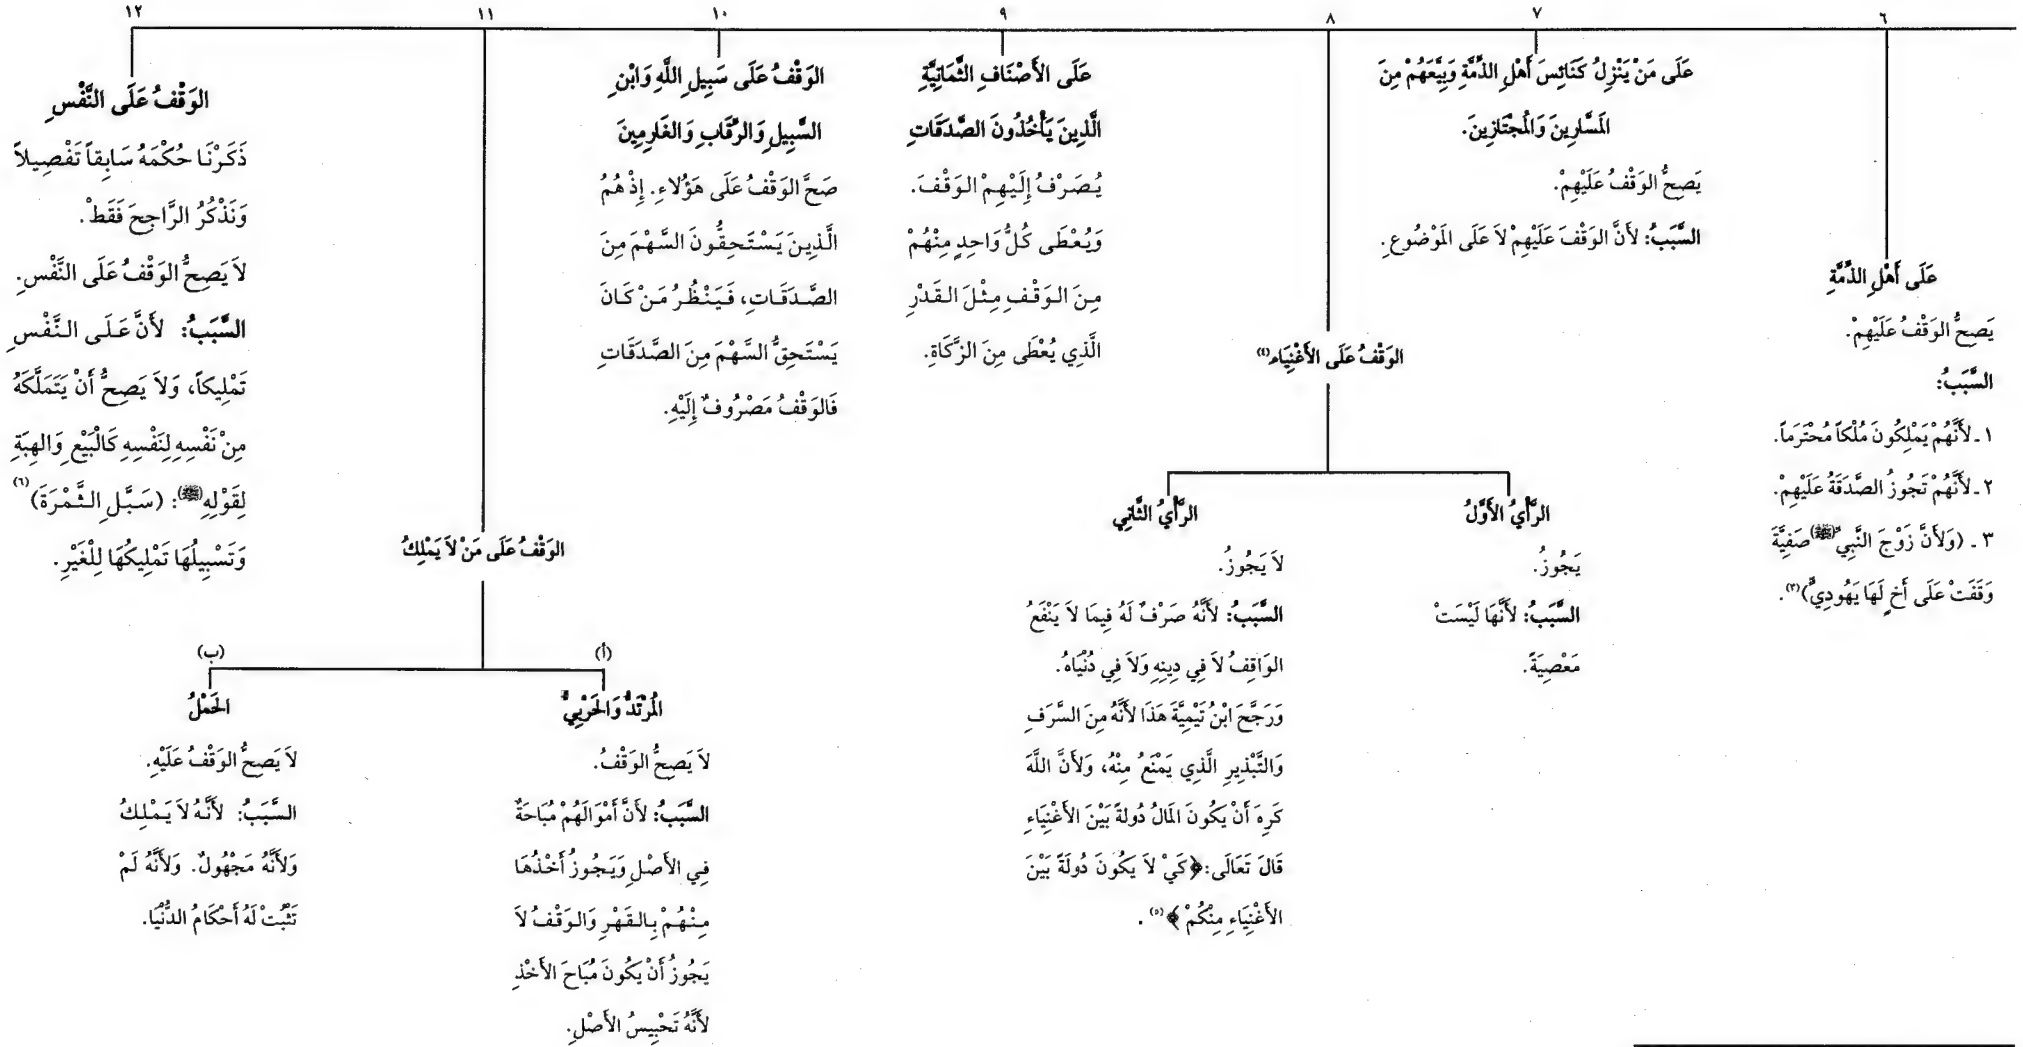 ٦
عَلَى أَهْلِ الذِّمَّةِ
يَصِحُّ الوَقْفُ عَلَيْهِمْ.
السَّبَبُ:
١ ـ لأَنَّهُمْ يَمْلِكُونَ مُلْكاً مُحْتَرَماً.
٢ ـ لأَنَّهُمْ تَجُوزُ الصَّدَقَةُ عَلَيْهِمْ.
٣ ـ (وَلأَنَّ زَوْجَ النَّبِيِّ (ﷺ) صَفِيَّةَ
وَقَفَتْ عَلَى أَخٍ لَهَا يَهُودِيٍّ)(٣).
٧
عَلَى مَنْ يَنْزِلُ كَنَائِسَ أَهْلِ الذِّمَّةِ وَبِيَّعَهُمْ مِنَ
المَسَّارِينَ وَالمُجْتَازِينَ.
يَصِحُّ الوَقْفُ عَلَيْهِمْ.
السَّبَبُ: لأَنَّ الوَقْفَ عَلَيْهِمْ لاَ عَلَى المَوْضُوعِ.
٨
الوَقْفُ عَلَى الأَغْنِيَاءِ(٤)
الرَّأْيُ الأَوَّلُ
يَجُوزُ.
السَّبَبُ: لأَنَّهَا لَيْسَتْ
مَعْصِيَةً.
الرَّأْيُ الثَّانِي
لاَ يَجُوزُ.
السَّبَبُ: لأَنَّهُ صَرْفٌ لَهُ فِيمَا لاَ يَنْفَعُ
الوَاقِفُ لاَ فِي دِينِهِ وَلاَ فِي دُنْيَاهُ.
وَرَجَّحَ ابْنُ تَيْمِيَّةَ هَذَا لأَنَّهُ مِنَ السَّرَفِ
وَالتَّبْذِيرِ الَّذِي يَمْنَعُ مِنْهُ، وَلأَنَّ اللَّهَ
كَرِهَ أَنْ يَكُونَ المَالُ دُولةً بَيْنَ الأَغْنِيَاءِ
قَالَ تَعَالَى: ﴿كَيْ لاَ يَكُونَ دُولَةً بَيْنَ
الأَغْنِيَاءِ مِنْكُمْ﴾(٥).
٩
عَلَى الأَصْنَافِ الثَّمَانِيَّةِ
الَّذِينَ يَأْخُذُونَ الصَّدَقَاتِ
يُصَرْفُ إِلَيْهِمْ الوَقْفَ.
وَيُعْطَى كُلُّ وَاحِدٍ مِنْهُمْ
مِنَ الوَقْفِ مِثْلَ القَدْرِ
الَّذِي يُعْطَى مِنَ الزَّكَاةِ.
١٠
الوَقْفُ عَلَى سَبِيلِ اللَّهِ وَابْنِ
السَّبِيلِ وَالرِّقَابِ وَالغَارِمِينَ
صَحَّ الوَقْفُ عَلَى هَؤُلاءِ. إِذْ هُمُ
الَّذِينَ يَسْتَحِقُّونَ السَّهْمَ مِنَ
الصَّدَقَاتِ، فَيَنْظُرُ مَنْ كَانَ
يَسْتَحِقُّ السَّهْمَ مِنَ الصَّدَقَاتِ
فَالوَقْفُ مَصْرُوفٌ إِلَيْهِ.
١١
الوَقْفُ عَلَى مَنْ لاَ يَمْلِكُ
(أ)
المُرْتَدُّ وَالحَرْبِيُّ
لاَ يَصِحُّ الوَقْفُ.
السَّبَبُ: لأَنَّ أَمْوَالَهُمْ مُبَاحَةٌ
فِي الأَصْلِ وَيَجُوزُ أَخْذُهَا
مِنْهُمْ بِالقَهْرِ وَالوَقْفُ لاَ
يَجُوزُ أَنْ يَكُونَ مُبَاحَ الأَخْذِ
لأَنَّهُ تَحْبِيسُ الأَصْلِ.
(ب)
الحَمْلُ
لاَ يَصِحُّ الوَقْفُ عَلَيْهِ.
السَّبَبُ: لأَنَّهُ لاَ يَمْلِكُ
وَلأَنَّهُ مَجْهُولٌ. وَلأَنَّهُ لَمْ
تَثْبُتْ لَهُ أَحْكَامُ الدُّنْيَا.
١٢
الوَقْفُ عَلَى النَّفْسِ
ذَكَرْنَا حُكْمَهُ سَابِقاً تَفْصِيلاً
وَنَذْكُرُ الرَّاجِحَ فَقَطْ.
لاَ يَصِحُّ الوَقْفُ عَلَى النَّفْسِ.
السَّبَبُ: لأَنَّ عَلَى النَّفْسِ
تَمْلِيكاً، وَلاَ يَصِحُّ أَنْ يَتَمَلَّكَهُ
مِنْ نَفْسِهِ لِنَفْسِهِ كَالْبَيْعِ وَالهِبَةِ
لِقَوْلِهِ (ﷺ): (سَبِّلِ الثَّمْرَةَ)(٦)
وَتَسْبِيلُهَا تَمْلِيكُهَا لِلْغَيْرِ.